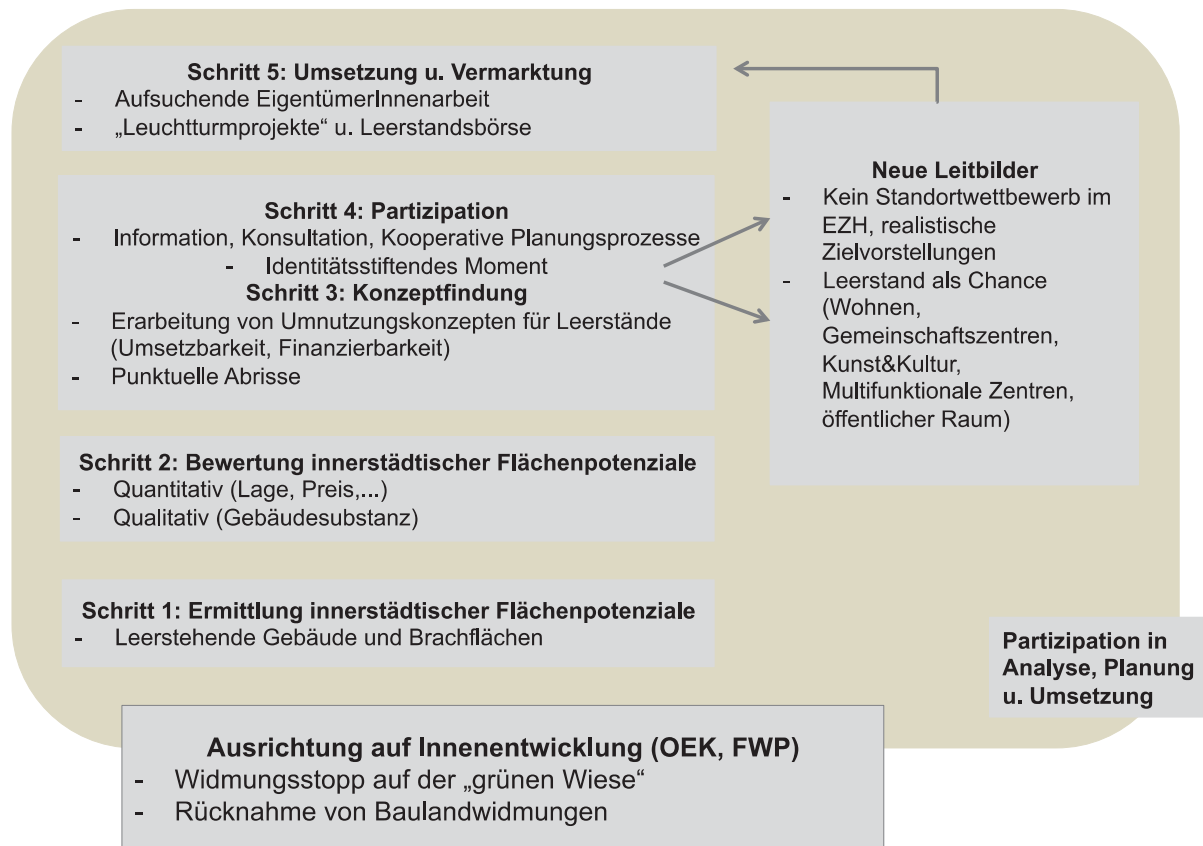 Schritt 5: Umsetzung u. Vermarktung
- Aufsuchende EigentümerInnenarbeit
- „Leuchtturmprojekte“ u. Leerstandsbörse
Schritt 4: Partizipation
- Information, Konsultation, Kooperative Planungsprozesse
- Identitätsstiftendes Moment
Schritt 3: Konzeptfindung
- Erarbeitung von Umnutzungskonzepten für Leerstände
(Umsetzbarkeit, Finanzierbarkeit)
- Punktuelle Abrisse
Neue Leitbilder
- Kein Standortwettbewerb im
EZH, realistische
Zielvorstellungen
- Leerstand als Chance
(Wohnen,
Gemeinschaftszentren,
Kunst&Kultur,
Multifunktionale Zentren,
öffentlicher Raum)
Schritt 2: Bewertung innerstädtischer Flächenpotenziale
- Quantitativ (Lage, Preis,...)
- Qualitativ (Gebäudesubstanz)
Schritt 1: Ermittlung innerstädtischer Flächenpotenziale
- Leerstehende Gebäude und Brachflächen
Partizipation in
Analyse, Planung
u. Umsetzung
Ausrichtung auf Innenentwicklung (OEK, FWP)
- Widmungsstopp auf der „grünen Wiese“
- Rücknahme von Baulandwidmungen